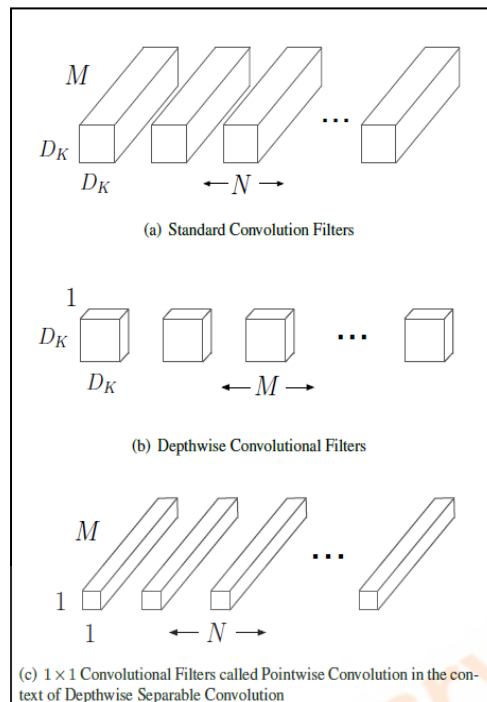 M
D_K
D_K
← N →
...
(a) Standard Convolution Filters
1
D_K
D_K
← M →
...
(b) Depthwise Convolutional Filters
M
1
1
← N →
...
(c) 1 × 1 Convolutional Filters called Pointwise Convolution in the con-
text of Depthwise Separable Convolution